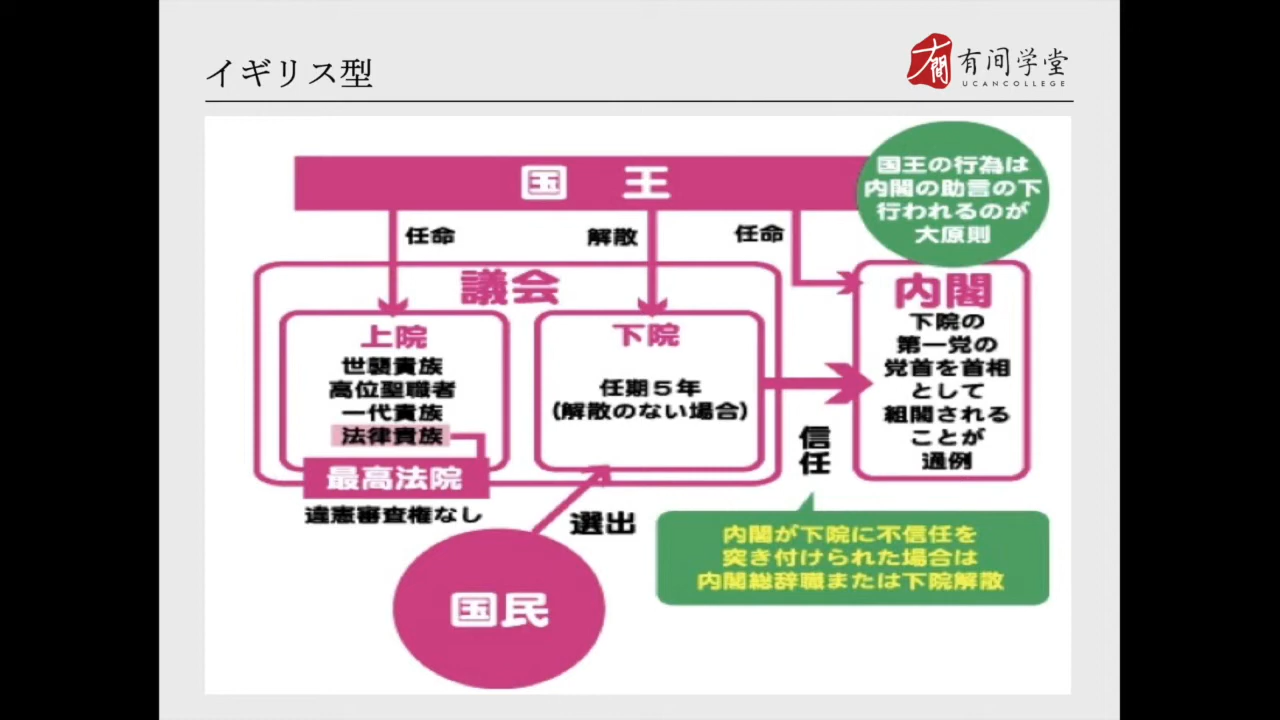 イギリス型
有间
有间学堂
UCANCOLLEGE
国王
国王の行為は
内閣の助言の下
行われるのが
大原則
任命
解散
任命
議会
上院
世襲貴族
高位聖職者
一代貴族
法律貴族
最高法院
違憲審査権なし
下院
任期5年
(解散のない場合)
内閣
下院の
第一党の
党首を首相
として
組閣される
ことが
通例
信任
選出
国民
内閣が下院に不信任を
突き付けられた場合は
内閣総辞職または下院解散